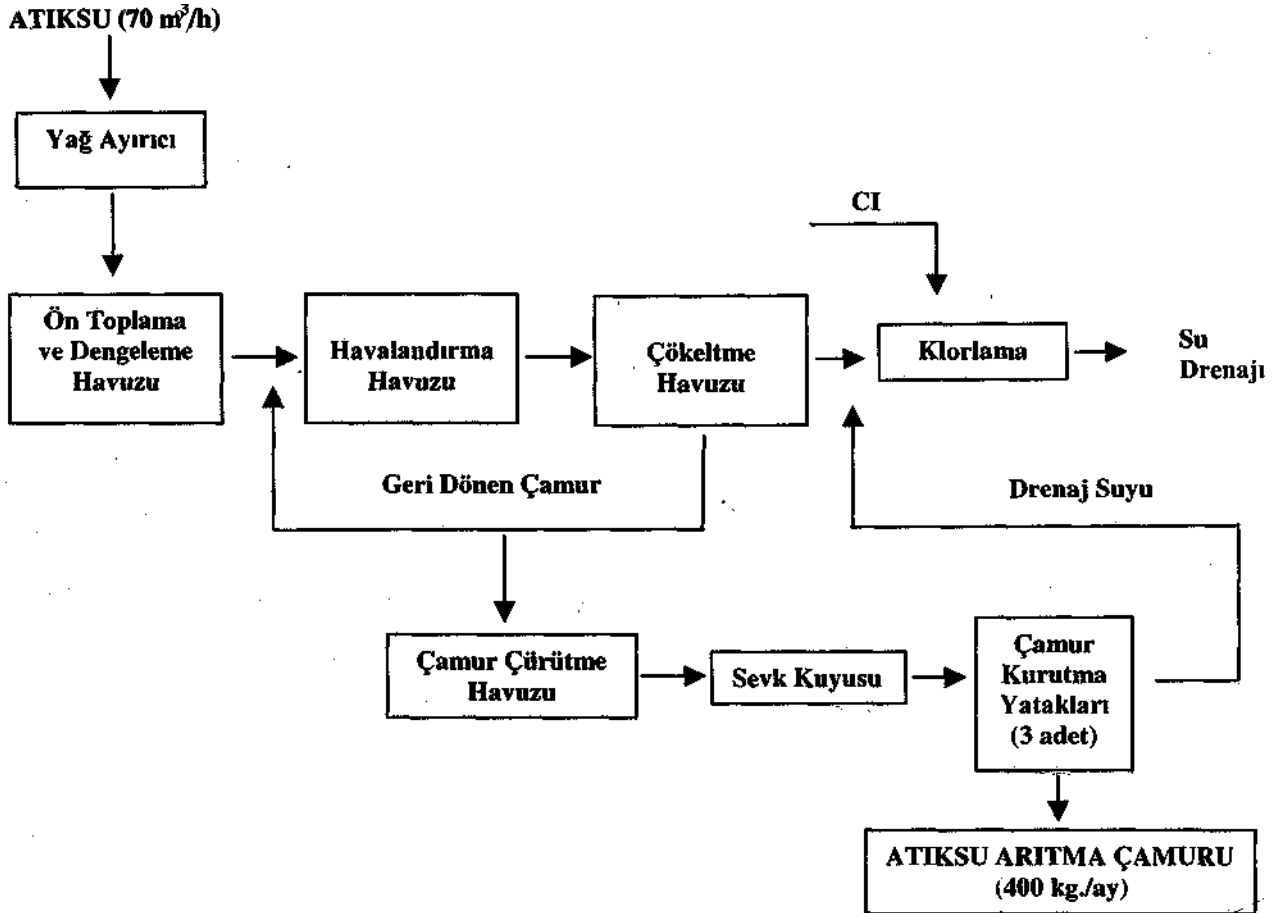 ATIKSU (70 m³/h)
Yağ Ayırıcı
CI
Ön Toplama
ve Dengeleme
Havuzu
Havalandırma
Havuzu
Çökeltme
Havuzu
Klorlama
Su
Drenajı
Geri Dönen Çamur
Drenaj Suyu
Çamur Çürütme
Havuzu
Sevk Kuyusu
Çamur
Kurutma
Yatakları
(3 adet)
ATIKSU ARITMA ÇAMURU
(400 kg./ay)